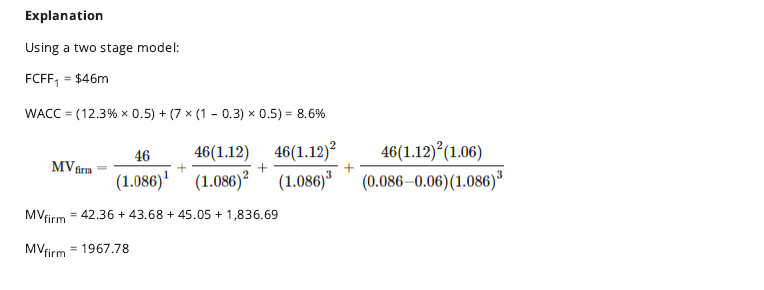 Explanation
Using a two stage model:
FCFF₁ = $46m
WACC = (12.3% × 0.5) + (7 × (1 – 0.3) × 0.5) = 8.6%
MV_firm = 46/(1.086)¹ + 46(1.12)/(1.086)² + 46(1.12)²/(1.086)³ + 46(1.12)²(1.06)/(0.086–0.06)(1.086)³
MV_firm = 42.36 + 43.68 + 45.05 + 1,836.69
MV_firm = 1967.78